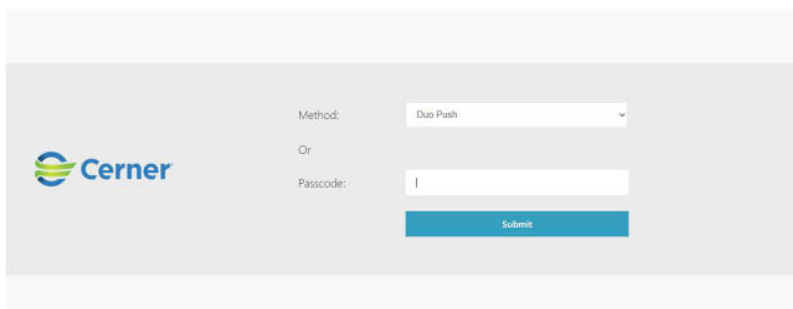 Method:
Duo Push
Cerner
Or
Passcode:
Submit